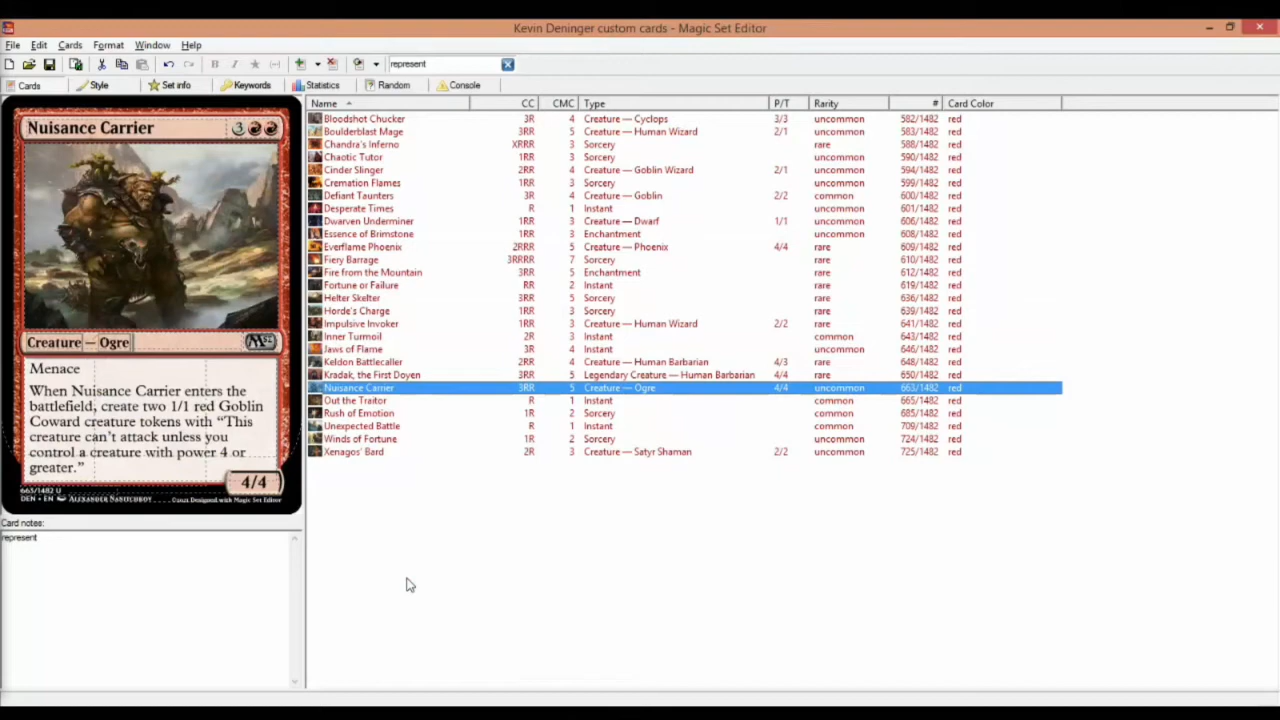 Kevin Deninger custom cards - Magic Set Editor
File Edit Cards Format Window Help
B I represent
Cards Style Set info Keywords Statistics Random Console
Name CC CMC Type P/T Rarity # Card Color
Bloodshot Chucker 3R 4 Creature — Cyclops 3/3 uncommon 582/1482 red
Boulderblast Mage 3RR 5 Creature — Human Wizard 2/1 uncommon 583/1482 red
Chandra's Inferno XRRR 3 Sorcery rare 588/1482 red
Chaotic Tutor 1RR 3 Sorcery uncommon 590/1482 red
Cinder Slinger 2RR 4 Creature — Goblin Wizard 2/1 uncommon 594/1482 red
Cremation Flames 1RR 3 Sorcery uncommon 599/1482 red
Defiant Taunters 3R 4 Creature — Goblin 2/2 common 600/1482 red
Desperate Times R 1 Instant uncommon 601/1482 red
Dwarven Underminer 1RR 3 Creature — Dwarf 1/1 uncommon 606/1482 red
Essence of Brimstone 1RR 3 Enchantment uncommon 608/1482 red
Everflame Phoenix 2RRR 5 Creature — Phoenix 4/4 rare 609/1482 red
Fiery Barrage 3RRRR 7 Sorcery rare 610/1482 red
Fire from the Mountain 3RR 5 Enchantment rare 612/1482 red
Fortune or Failure RR 2 Instant rare 619/1482 red
Helter Skelter 3RR 5 Sorcery rare 636/1482 red
Horde's Charge 1RR 3 Sorcery rare 639/1482 red
Impulsive Invoker 1RR 3 Creature — Human Wizard 2/2 rare 641/1482 red
Inner Turmoil 2R 3 Instant common 643/1482 red
Jaws of Flame 3R 4 Instant uncommon 646/1482 red
Keldon Battlecaller 2RR 4 Creature — Human Barbarian 4/3 rare 648/1482 red
Kradak, the First Doyen 3RR 5 Legendary Creature — Human Barbarian 4/4 rare 650/1482 red
Nuisance Carrier 3RR 5 Creature — Ogre 4/4 uncommon 663/1482 red
Out the Traitor R 1 Instant common 665/1482 red
Rush of Emotion 1R 2 Sorcery common 685/1482 red
Unexpected Battle R 1 Instant common 709/1482 red
Winds of Fortune 1R 2 Sorcery uncommon 724/1482 red
Xenagos' Bard 2R 3 Creature — Satyr Shaman 2/2 uncommon 725/1482 red
Nuisance Carrier 3
Creature — Ogre
Menace
When Nuisance Carrier enters the
battlefield, create two 1/1 red Goblin
Coward creature tokens with “This
creature can’t attack unless you
control a creature with power 4 or
greater.”
4/4
663/1482 U
DEN • EN
©2021 Designed with Magic Set Editor
Card notes:
represent